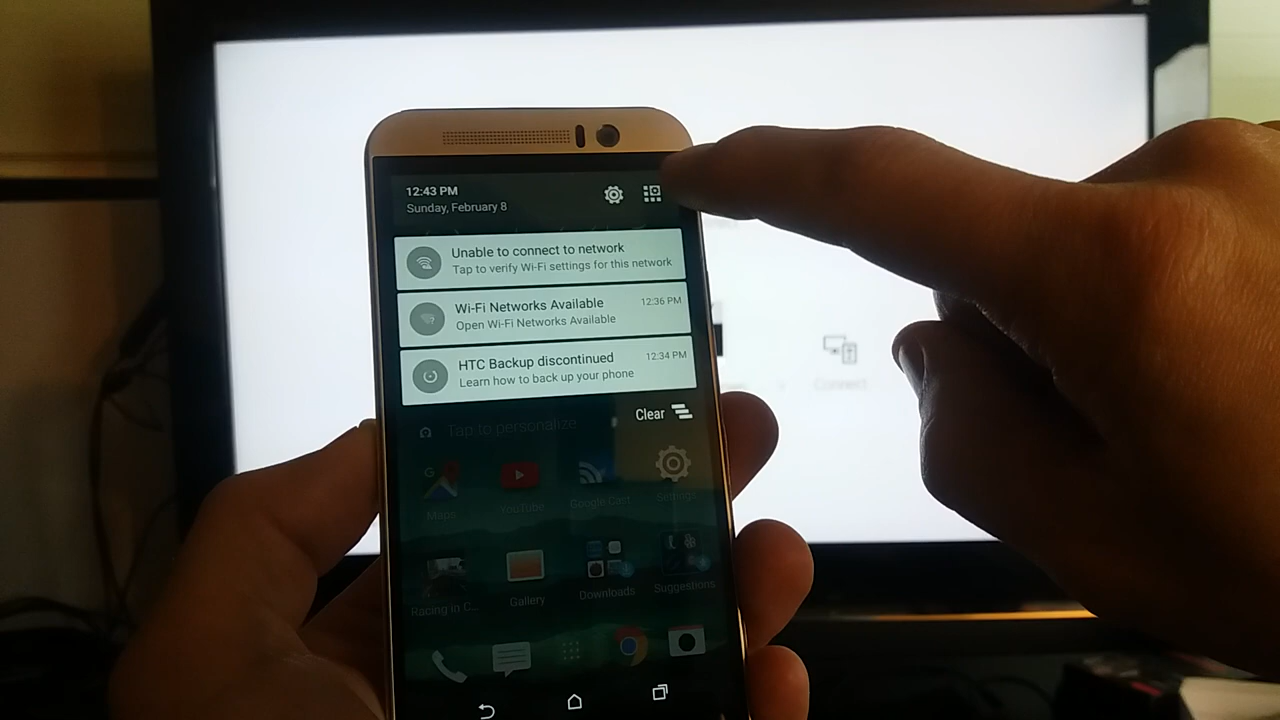 12:43 PM
Sunday, February 8
Unable to connect to network
Tap to verify Wi-Fi settings for this network
Wi-Fi Networks Available 12:36 PM
Open Wi-Fi Networks Available
HTC Backup discontinued 12:34 PM
Learn how to back up your phone
Clear
Tap to personalize
G
Maps YouTube Google Cast Settings
Racing in C... Gallery Downloads Suggestions
Connect